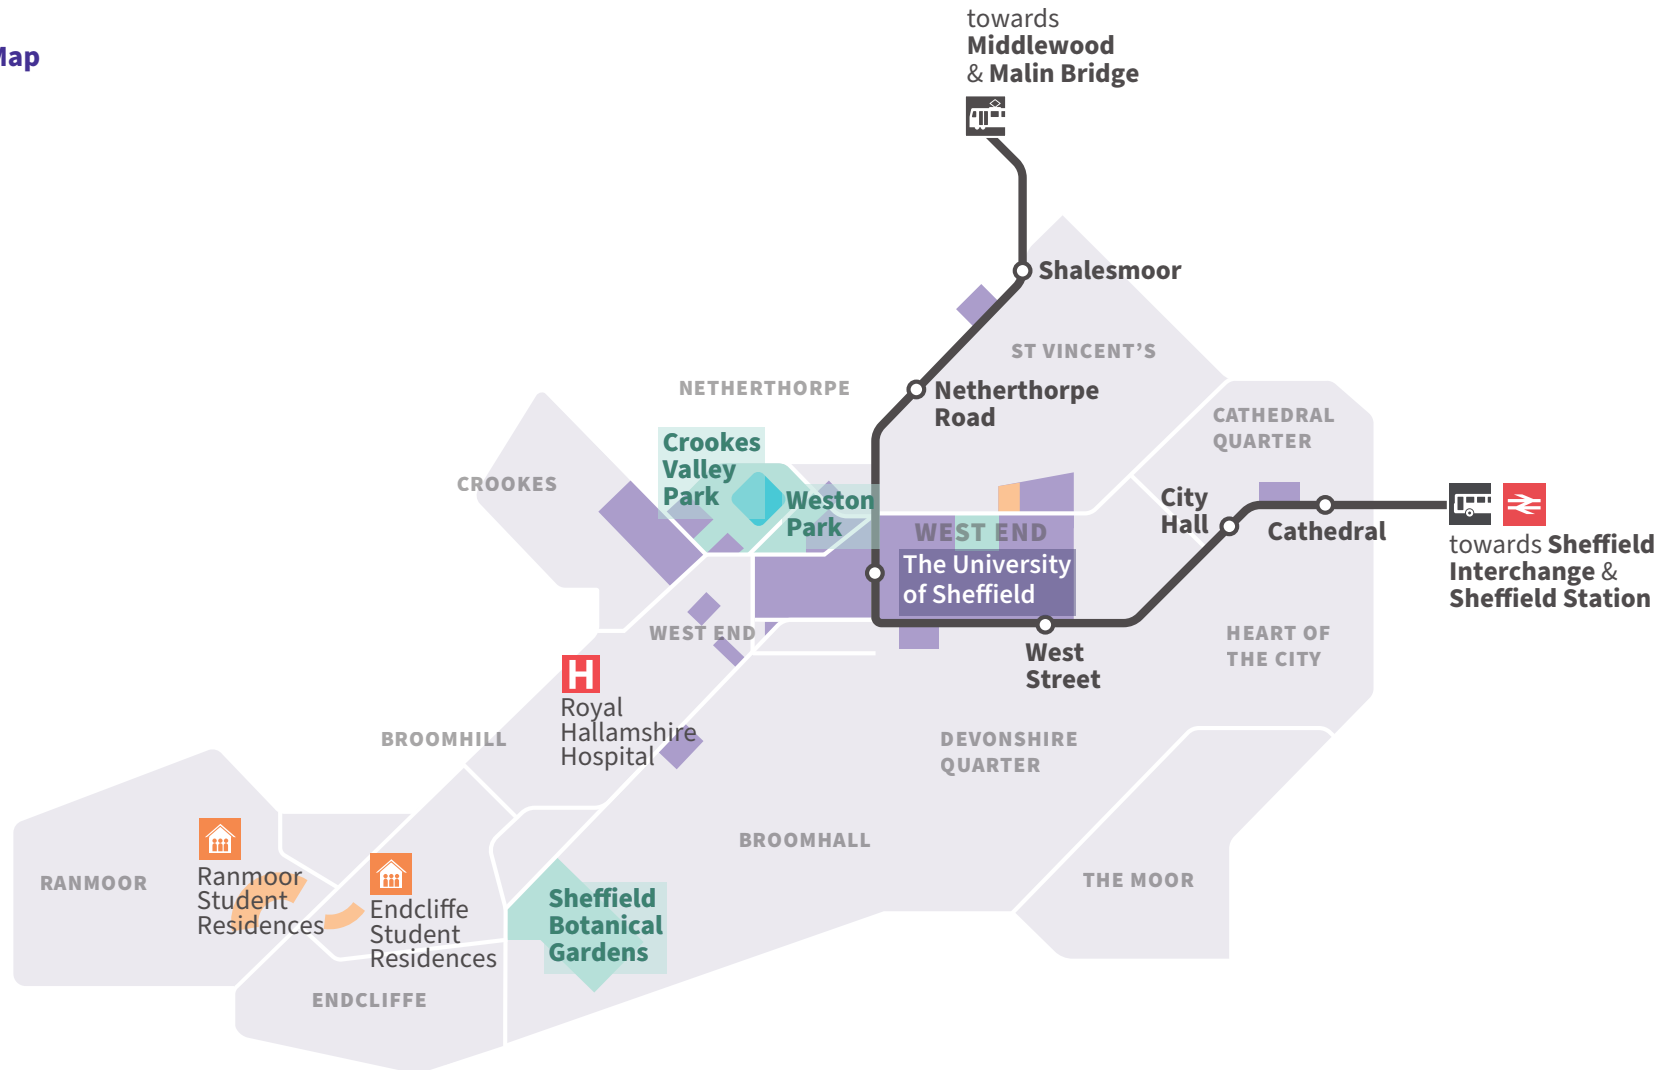 towards
Middlewood
& Malin Bridge
Map
Shalesmoor
ST VINCENT'S
NETHERTHORPE
Netherthorpe
Road
CATHEDRAL
QUARTER
Crookes
Valley
Park
CROOKES
Weston
Park
City
Hall
Cathedral
WEST END
The University
of Sheffield
towards Sheffield
Interchange &
Sheffield Station
WEST END
HEART OF
THE CITY
West
Street
H
Royal
Hallamshire
Hospital
BROOMHILL
DEVONSHIRE
QUARTER
BROOMHALL
RANMOOR
Ranmoor
Student
Residences
Endcliffe
Student
Residences
Sheffield
Botanical
Gardens
THE MOOR
ENDCLIFFE